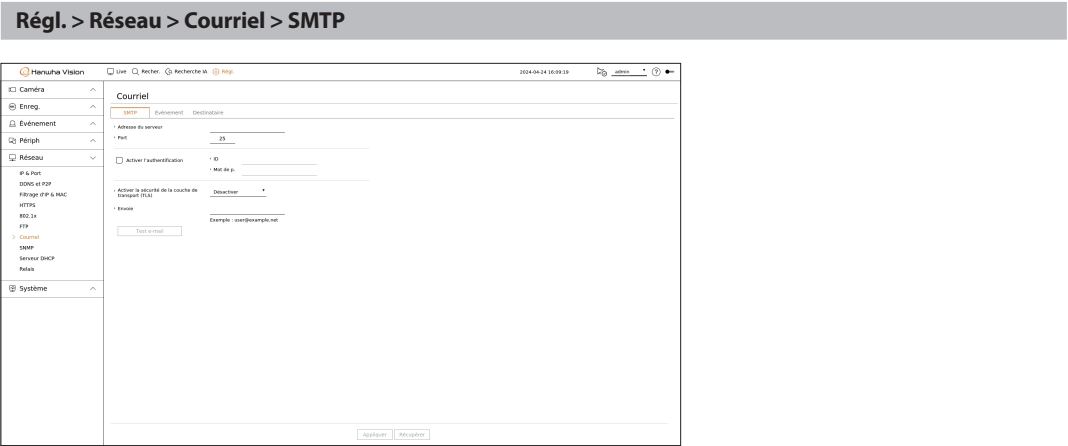 Régl. > Réseau > Courriel > SMTP
Hanwha Vision
Live Recher. Recherche IA Régl.
2024-04-24 16:09:19
admin
Caméra
Enreg.
Événement
Périph
Réseau
IP & Port
DDNS et P2P
Filtrage d'IP & MAC
HTTPS
802.1x
FTP
Courriel
SNMP
Serveur DHCP
Relais
Système
Courriel
SMTP Événement Destinataire
Adresse du serveur
Port 25
Activer l'authentification
ID
Mot de p.
Activer la sécurité de la couche de
transport (TLS)
Désactiver
Envoie
Exemple : user@example.net
Test e-mail
Appliquer Récupérer